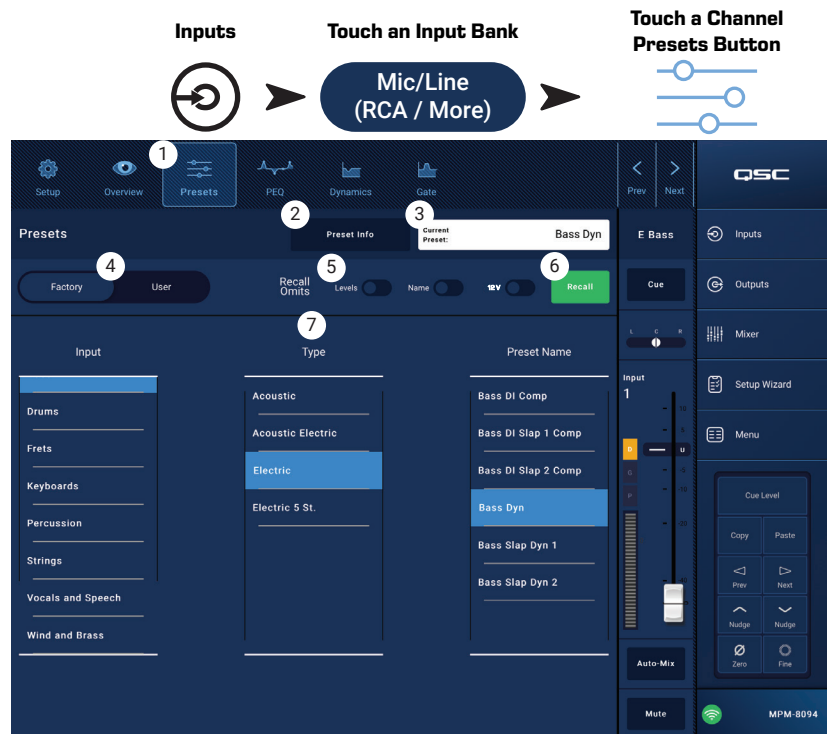 Inputs
Touch an Input Bank
Touch a Channel
Presets Button
Mic/Line
(RCA / More)
1
Setup
Overview
Presets
PEQ
Dynamics
Gate
Prev
Next
QSC
Presets
2
Preset Info
3
Current
Preset:
Bass Dyn
E Bass
Inputs
4
Factory
User
Recall
Omits
5
Levels
Name
12V
6
Recall
Cue
Outputs
7
Input
Type
Preset Name
L C R
Mixer
Drums
Frets
Keyboards
Percussion
Strings
Vocals and Speech
Wind and Brass
Acoustic
Acoustic Electric
Electric
Electric 5 St.
Bass DI Comp
Bass DI Slap 1 Comp
Bass DI Slap 2 Comp
Bass Dyn
Bass Slap Dyn 1
Bass Slap Dyn 2
Input
1
10
5
D
U
G
-5
P
-10
-20
-40
Auto-Mix
Mute
Setup Wizard
Menu
Cue Level
Copy
Paste
Prev
Next
Nudge
Nudge
Zero
Fine
MPM-8094